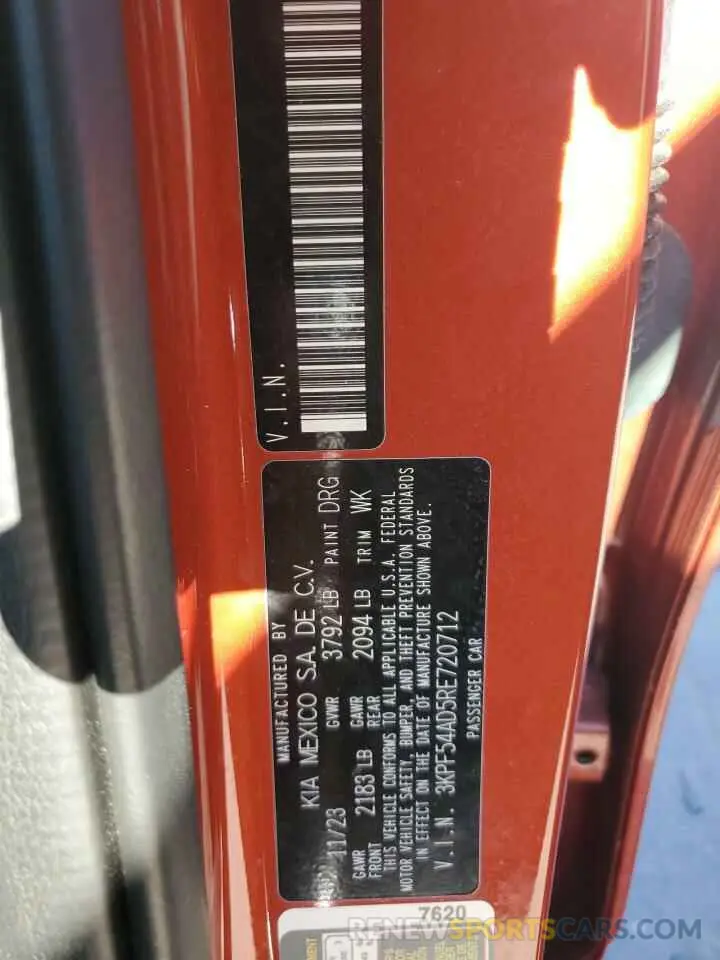 V.I.N.
MANUFACTURED BY
KIA MEXICO S.A. DE C.V.
11/23 GVWR 3792 LB PAINT DRG
GAWR FRONT 2183 LB GAWR REAR 2094 LB TRIM WK
THIS VEHICLE CONFORMS TO ALL APPLICABLE U.S.A. FEDERAL
MOTOR VEHICLE SAFETY, BUMPER, AND THEFT PREVENTION STANDARDS
IN EFFECT ON THE DATE OF MANUFACTURE SHOWN ABOVE.
V.I.N. 3KPF54AD5RE720712
PASSENGER CAR
7620
RENEWSPORTSCARS.COM